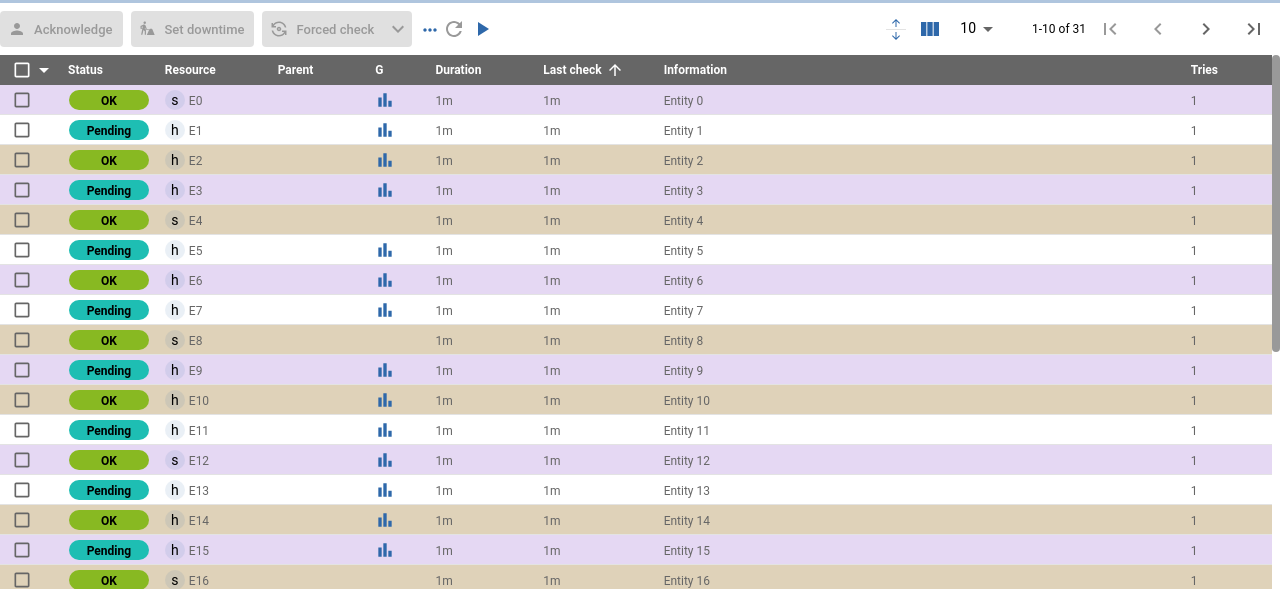 Acknowledge Set downtime Forced check 10 1-10 of 31
Status Resource Parent G Duration Last check Information Tries
OK s E0 1m 1m Entity 0 1
Pending h E1 1m 1m Entity 1 1
OK h E2 1m 1m Entity 2 1
Pending h E3 1m 1m Entity 3 1
OK s E4 1m 1m Entity 4 1
Pending h E5 1m 1m Entity 5 1
OK h E6 1m 1m Entity 6 1
Pending h E7 1m 1m Entity 7 1
OK s E8 1m 1m Entity 8 1
Pending h E9 1m 1m Entity 9 1
OK h E10 1m 1m Entity 10 1
Pending h E11 1m 1m Entity 11 1
OK s E12 1m 1m Entity 12 1
Pending h E13 1m 1m Entity 13 1
OK h E14 1m 1m Entity 14 1
Pending h E15 1m 1m Entity 15 1
OK s E16 1m 1m Entity 16 1